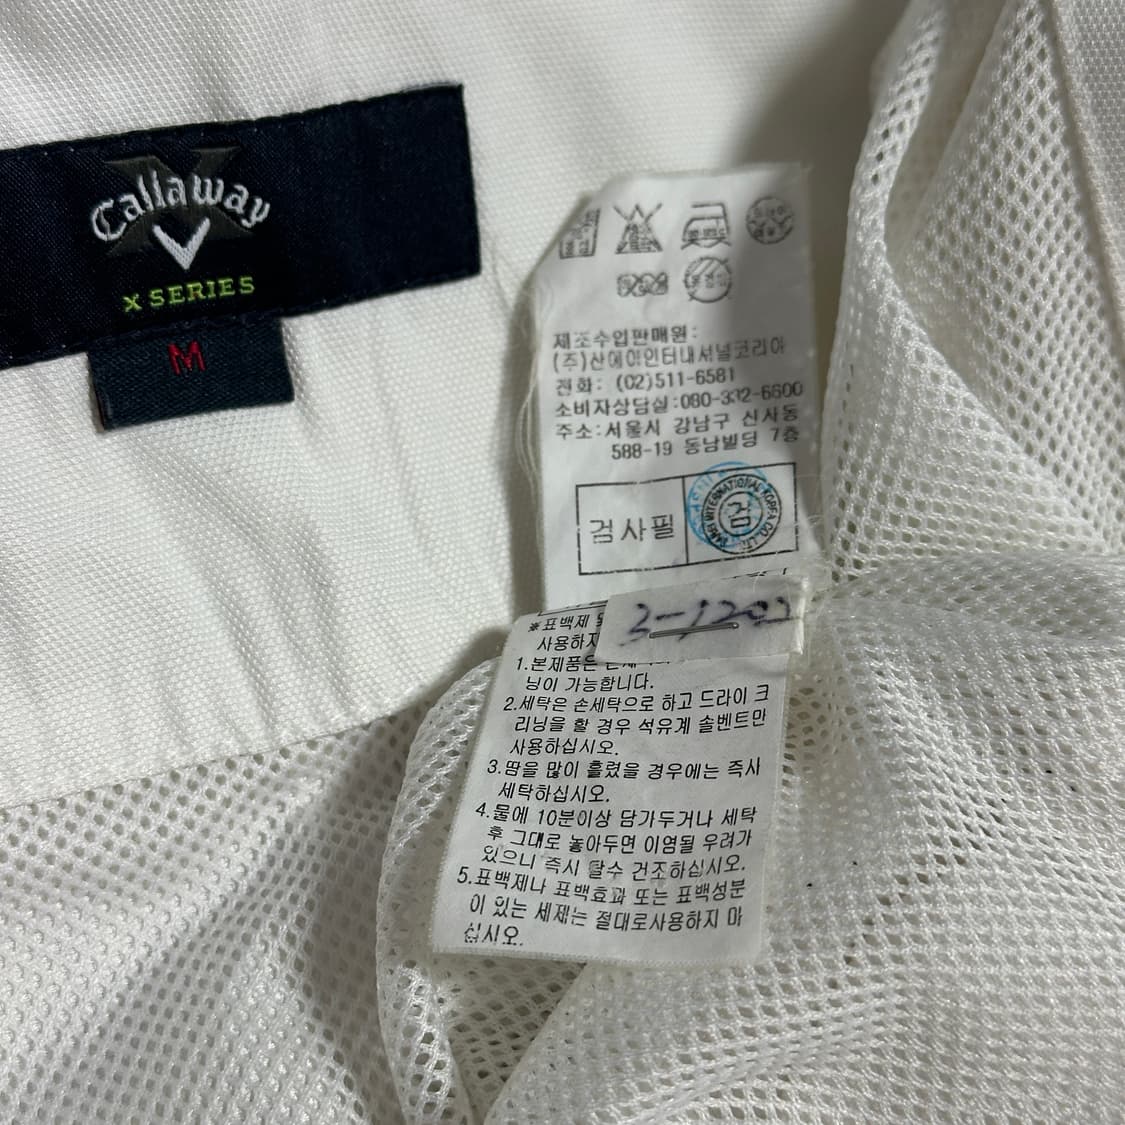 Callaway
X SERIES
M
제조수입판매원:
(주)산에이인터내셔널코리아
전화: (02)511-6581
소비자상담실:080-332-6600
주소:서울시 강남구 신사동
588-19 동남빌딩 7층
검사필
SANEI INTERNATIONAL KOREA CO.,LTD.
검
3-1202
※표백제
사용하지
1.본제품은
닝이 가능합니다.
2.세탁은 손세탁으로 하고 드라이 크
리닝을 할 경우 석유계 솔벤트만
사용하십시오.
3.땀을 많이 흘렸을 경우에는 즉시
세탁하십시오.
4.물에 10분이상 담가두거나 세탁
후 그대로 놓아두면 이염될 우려가
있으니 즉시 탈수 건조하십시오.
5.표백제나 표백효과 또는 표백성분
이 있는 세제는 절대로사용하지 마
십시오.